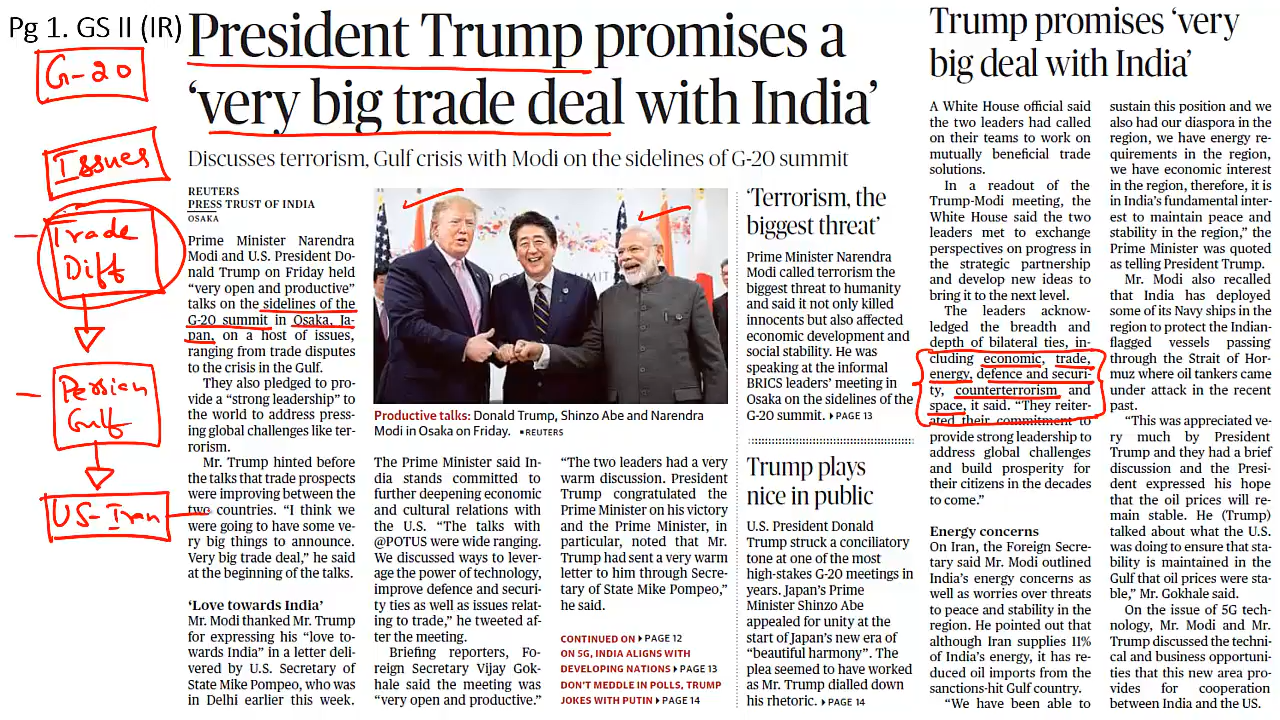 Pg 1. GS II (IR)
G-20
Issues
Trade
Diff
Persian
Gulf
US-Iran
President Trump promises a
‘very big trade deal with India’
Discusses terrorism, Gulf crisis with Modi on the sidelines of G-20 summit
REUTERS
PRESS TRUST OF INDIA
OSAKA
Prime Minister Narendra
Modi and U.S. President Do-
nald Trump on Friday held
“very open and productive”
talks on the sidelines of the
G-20 summit in Osaka, Ja-
pan, on a host of issues,
ranging from trade disputes
to the crisis in the Gulf.
They also pledged to pro-
vide a “strong leadership” to
the world to address press-
ing global challenges like ter-
rorism.
Mr. Trump hinted before
the talks that trade prospects
were improving between the
two countries. “I think we
were going to have some ve-
ry big things to announce.
Very big trade deal,” he said
at the beginning of the talks.
‘Love towards India’
Mr. Modi thanked Mr. Trump
for expressing his “love to-
wards India” in a letter deli-
vered by U.S. Secretary of
State Mike Pompeo, who was
in Delhi earlier this week.
Productive talks: Donald Trump, Shinzo Abe and Narendra
Modi in Osaka on Friday. ▪REUTERS
The Prime Minister said In-
dia stands committed to
further deepening economic
and cultural relations with
the U.S. “The talks with
@POTUS were wide ranging.
We discussed ways to lever-
age the power of technology,
improve defence and securi-
ty ties as well as issues relat-
ing to trade,” he tweeted af-
ter the meeting.
Briefing reporters, Fo-
reign Secretary Vijay Gok-
hale said the meeting was
“very open and productive.”
“The two leaders had a very
warm discussion. President
Trump congratulated the
Prime Minister on his victory
and the Prime Minister, in
particular, noted that Mr.
Trump had sent a very warm
letter to him through Secre-
tary of State Mike Pompeo,”
he said.
CONTINUED ON ▸ PAGE 12
ON 5G, INDIA ALIGNS WITH
DEVELOPING NATIONS ▸ PAGE 13
DON’T MEDDLE IN POLLS, TRUMP
JOKES WITH PUTIN ▸ PAGE 14
‘Terrorism, the
biggest threat’
Prime Minister Narendra
Modi called terrorism the
biggest threat to humanity
and said it not only killed
innocents but also affected
economic development and
social stability. He was
speaking at the informal
BRICS leaders’ meeting in
Osaka on the sidelines of the
G-20 summit. ▸ PAGE 13
Trump plays
nice in public
U.S. President Donald
Trump struck a conciliatory
tone at one of the most
high-stakes G-20 meetings in
years. Japan’s Prime
Minister Shinzo Abe
appealed for unity at the
start of Japan’s new era of
“beautiful harmony”. The
plea seemed to have worked
as Mr. Trump dialled down
his rhetoric. ▸ PAGE 14
Trump promises ‘very
big deal with India’
A White House official said
the two leaders had called
on their teams to work on
mutually beneficial trade
solutions.
In a readout of the
Trump-Modi meeting, the
White House said the two
leaders met to exchange
perspectives on progress in
the strategic partnership
and develop new ideas to
bring it to the next level.
The leaders acknow-
ledged the breadth and
depth of bilateral ties, in-
cluding economic, trade,
energy, defence and securi-
ty, counterterrorism and
space, it said. “They reiter-
ated their commitment to
provide strong leadership to
address global challenges
and build prosperity for
their citizens in the decades
to come.”
Energy concerns
On Iran, the Foreign Secre-
tary said Mr. Modi outlined
India’s energy concerns as
well as worries over threats
to peace and stability in the
region. He pointed out that
although Iran supplies 11%
of India’s energy, it has re-
duced oil imports from the
sanctions-hit Gulf country.
“We have been able to
sustain this position and we
also had our diaspora in the
region, we have energy re-
quirements in the region,
we have economic interest
in the region, therefore, it is
in India’s fundamental inter-
est to maintain peace and
stability in the region,” the
Prime Minister was quoted
as telling President Trump.
Mr. Modi also recalled
that India has deployed
some of its Navy ships in the
region to protect the Indian-
flagged vessels passing
through the Strait of Hor-
muz where oil tankers came
under attack in the recent
past.
“This was appreciated ve-
ry much by President
Trump and they had a brief
discussion and the Presi-
dent expressed his hope
that the oil prices will re-
main stable. He (Trump)
talked about what the U.S.
was doing to ensure that sta-
bility is maintained in the
Gulf that oil prices were sta-
ble,” Mr. Gokhale said.
On the issue of 5G tech-
nology, Mr. Modi and Mr.
Trump discussed the techni-
cal and business opportuni-
ties that this new area pro-
vides for cooperation
between India and the US.